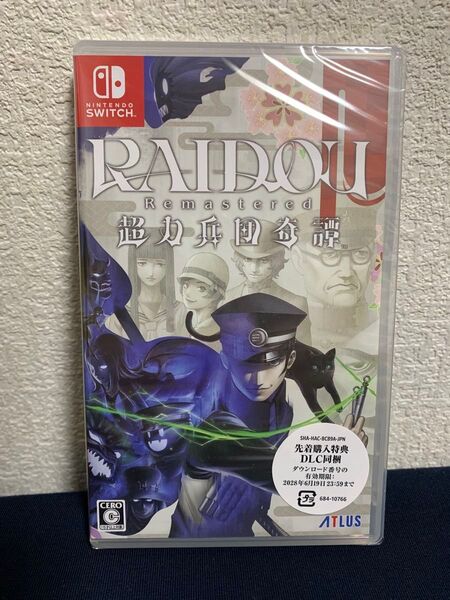 NINTENDO
SWITCH
RAIDOU
Remastered
超力兵団奇譚
SHA-HAC-BCB9A-JPN
先着購入特典
DLC同梱
ダウンロード番号の
有効期限：
2028年6月19日23:59まで
684-10766
CERO
C
ATLUS